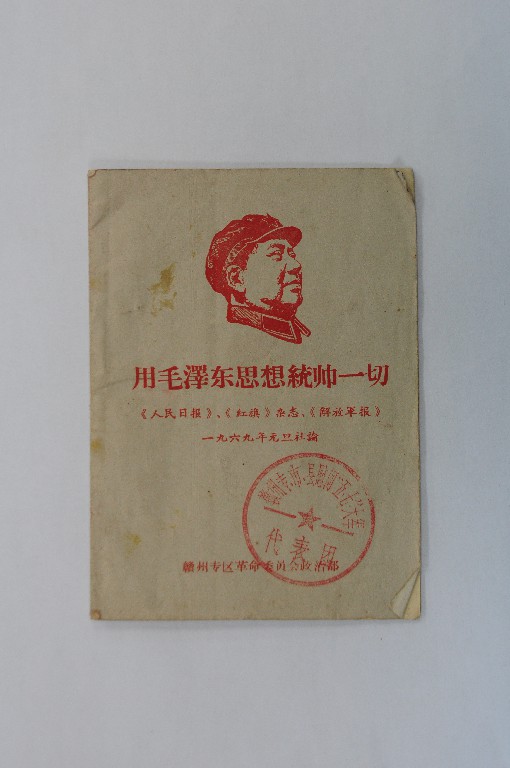 用毛澤东思想統帅一切
《人民日报》、《紅旗》杂志、《解放军报》
一九六九年元旦社論
代表团
赣州专区革命委员会政治部